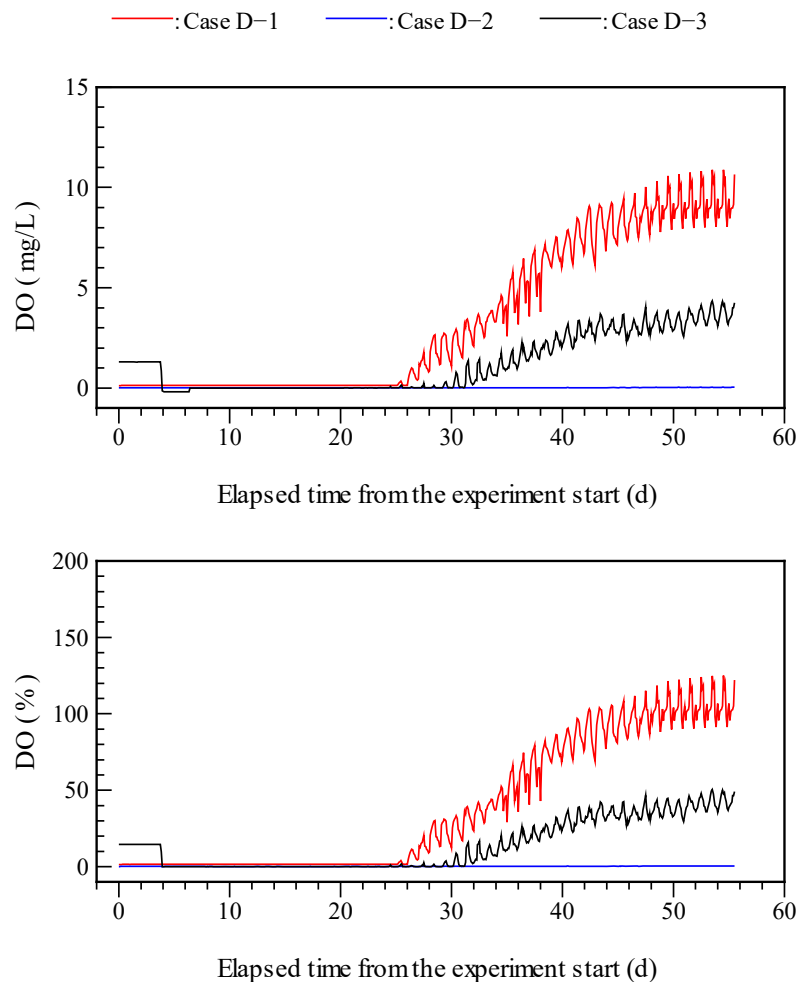 : Case D−1 : Case D−2 : Case D−3
15
10
5
0
DO ( mg/L )
0 10 20 30 40 50 60
Elapsed time from the experiment start (d)
200
150
100
50
0
DO ( % )
0 10 20 30 40 50 60
Elapsed time from the experiment start (d)